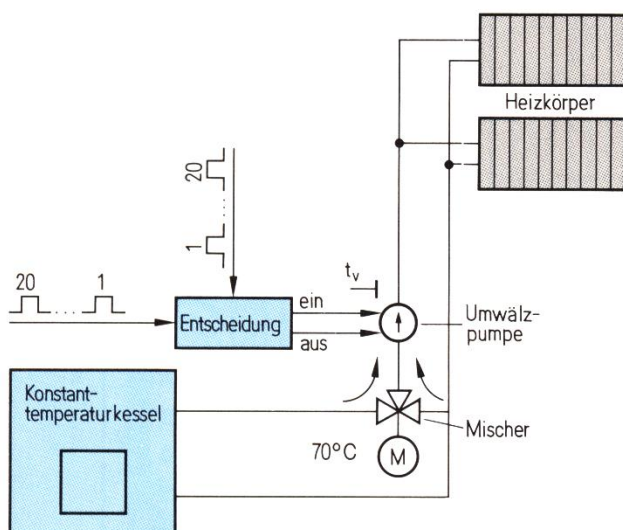 Heizkörper
20
...
1
20 ... 1
t_v
ein
Entscheidung
aus
Umwälz-
pumpe
Konstant-
temperaturkessel
Mischer
70°C
M